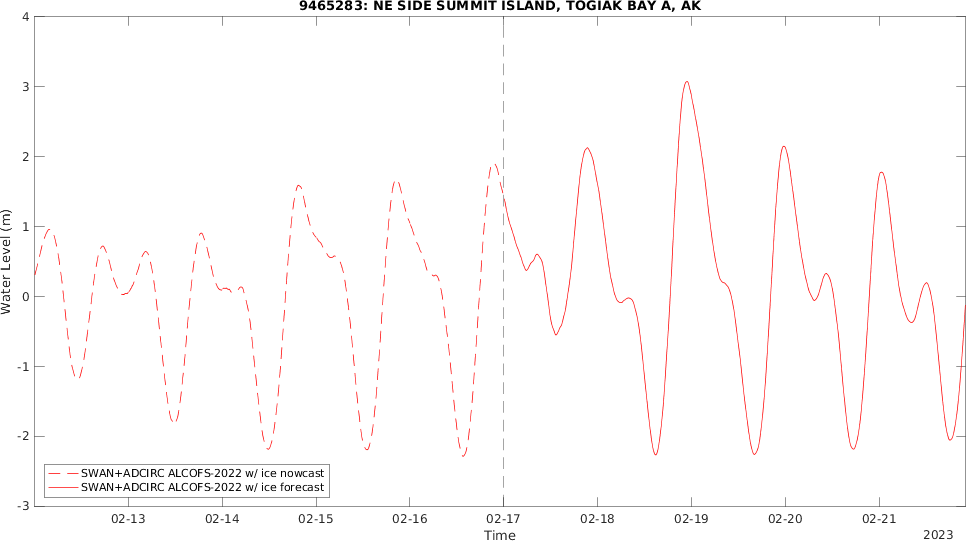 9465283: NE SIDE SUMMIT ISLAND, TOGIAK BAY A, AK
4
3
2
1
0
-1
-2
-3
Water Level (m)
SWAN+ADCIRC ALCOFS-2022 w/ ice nowcast
SWAN+ADCIRC ALCOFS-2022 w/ ice forecast
02-13 02-14 02-15 02-16 02-17 02-18 02-19 02-20 02-21
Time
2023